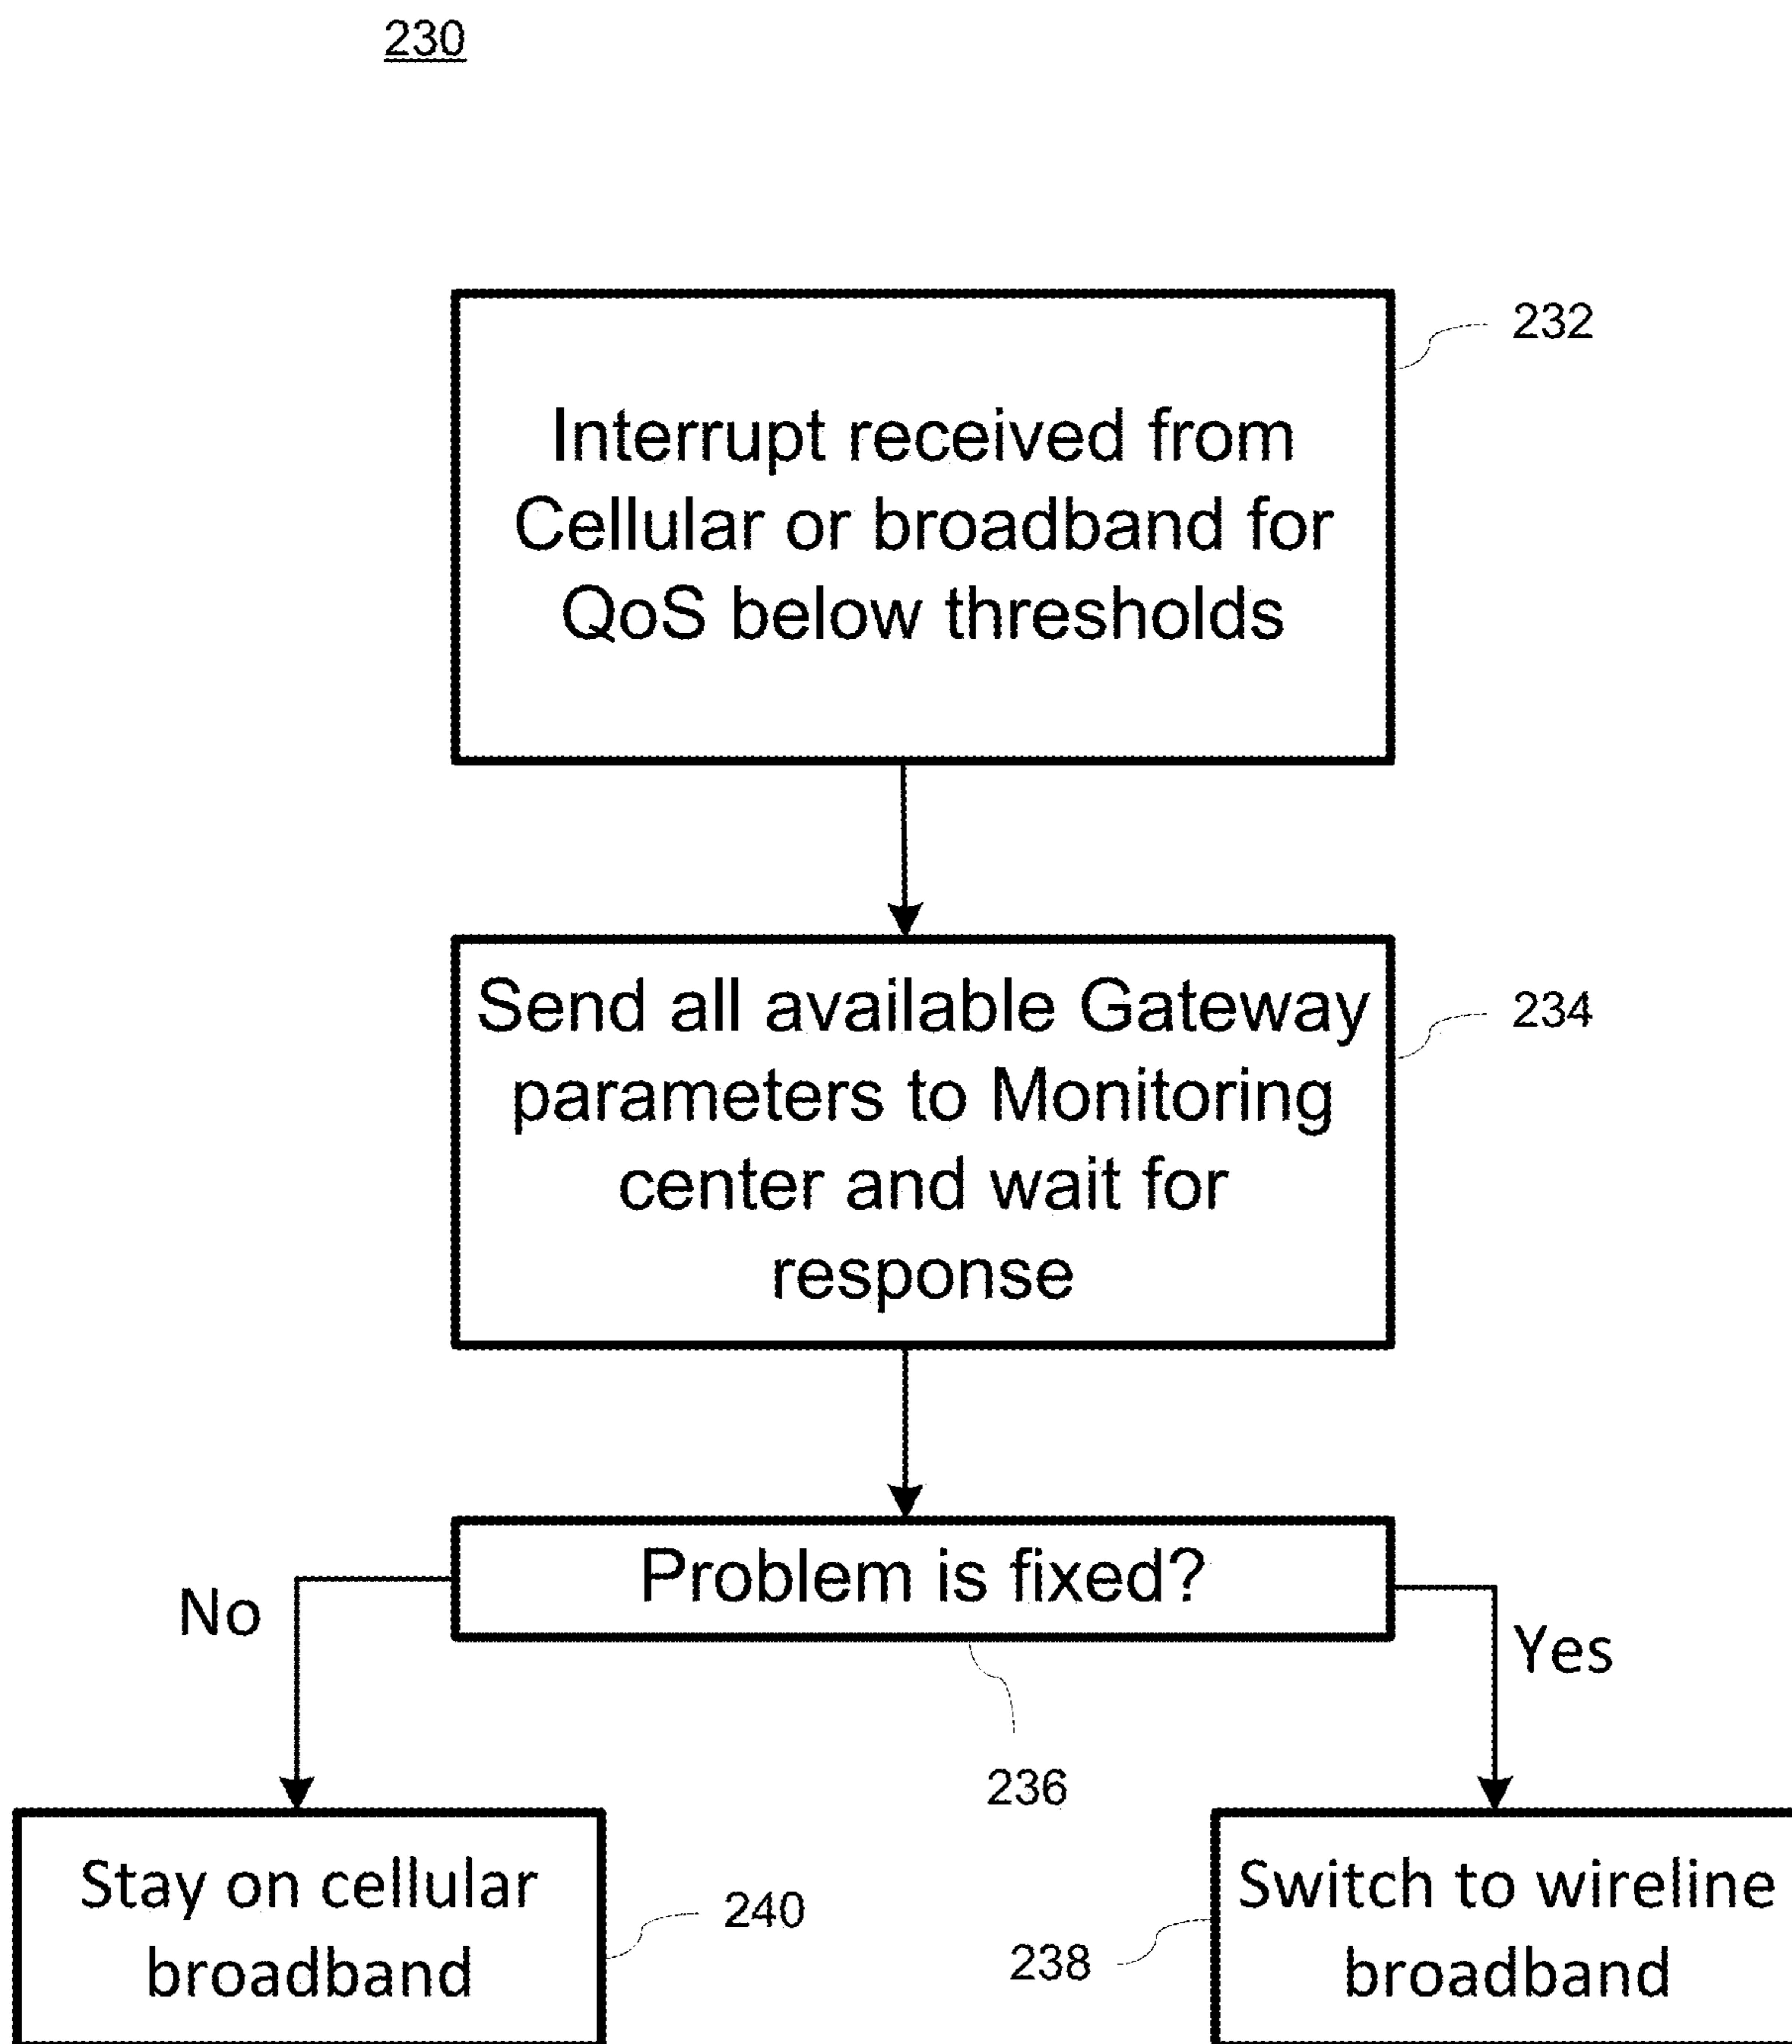 230
Interrupt received from
Cellular or broadband for
QoS below thresholds
232
Send all available Gateway
parameters to Monitoring
center and wait for
response
234
Problem is fixed?
No
Yes
236
Stay on cellular
broadband
240
238
Switch to wireline
broadband